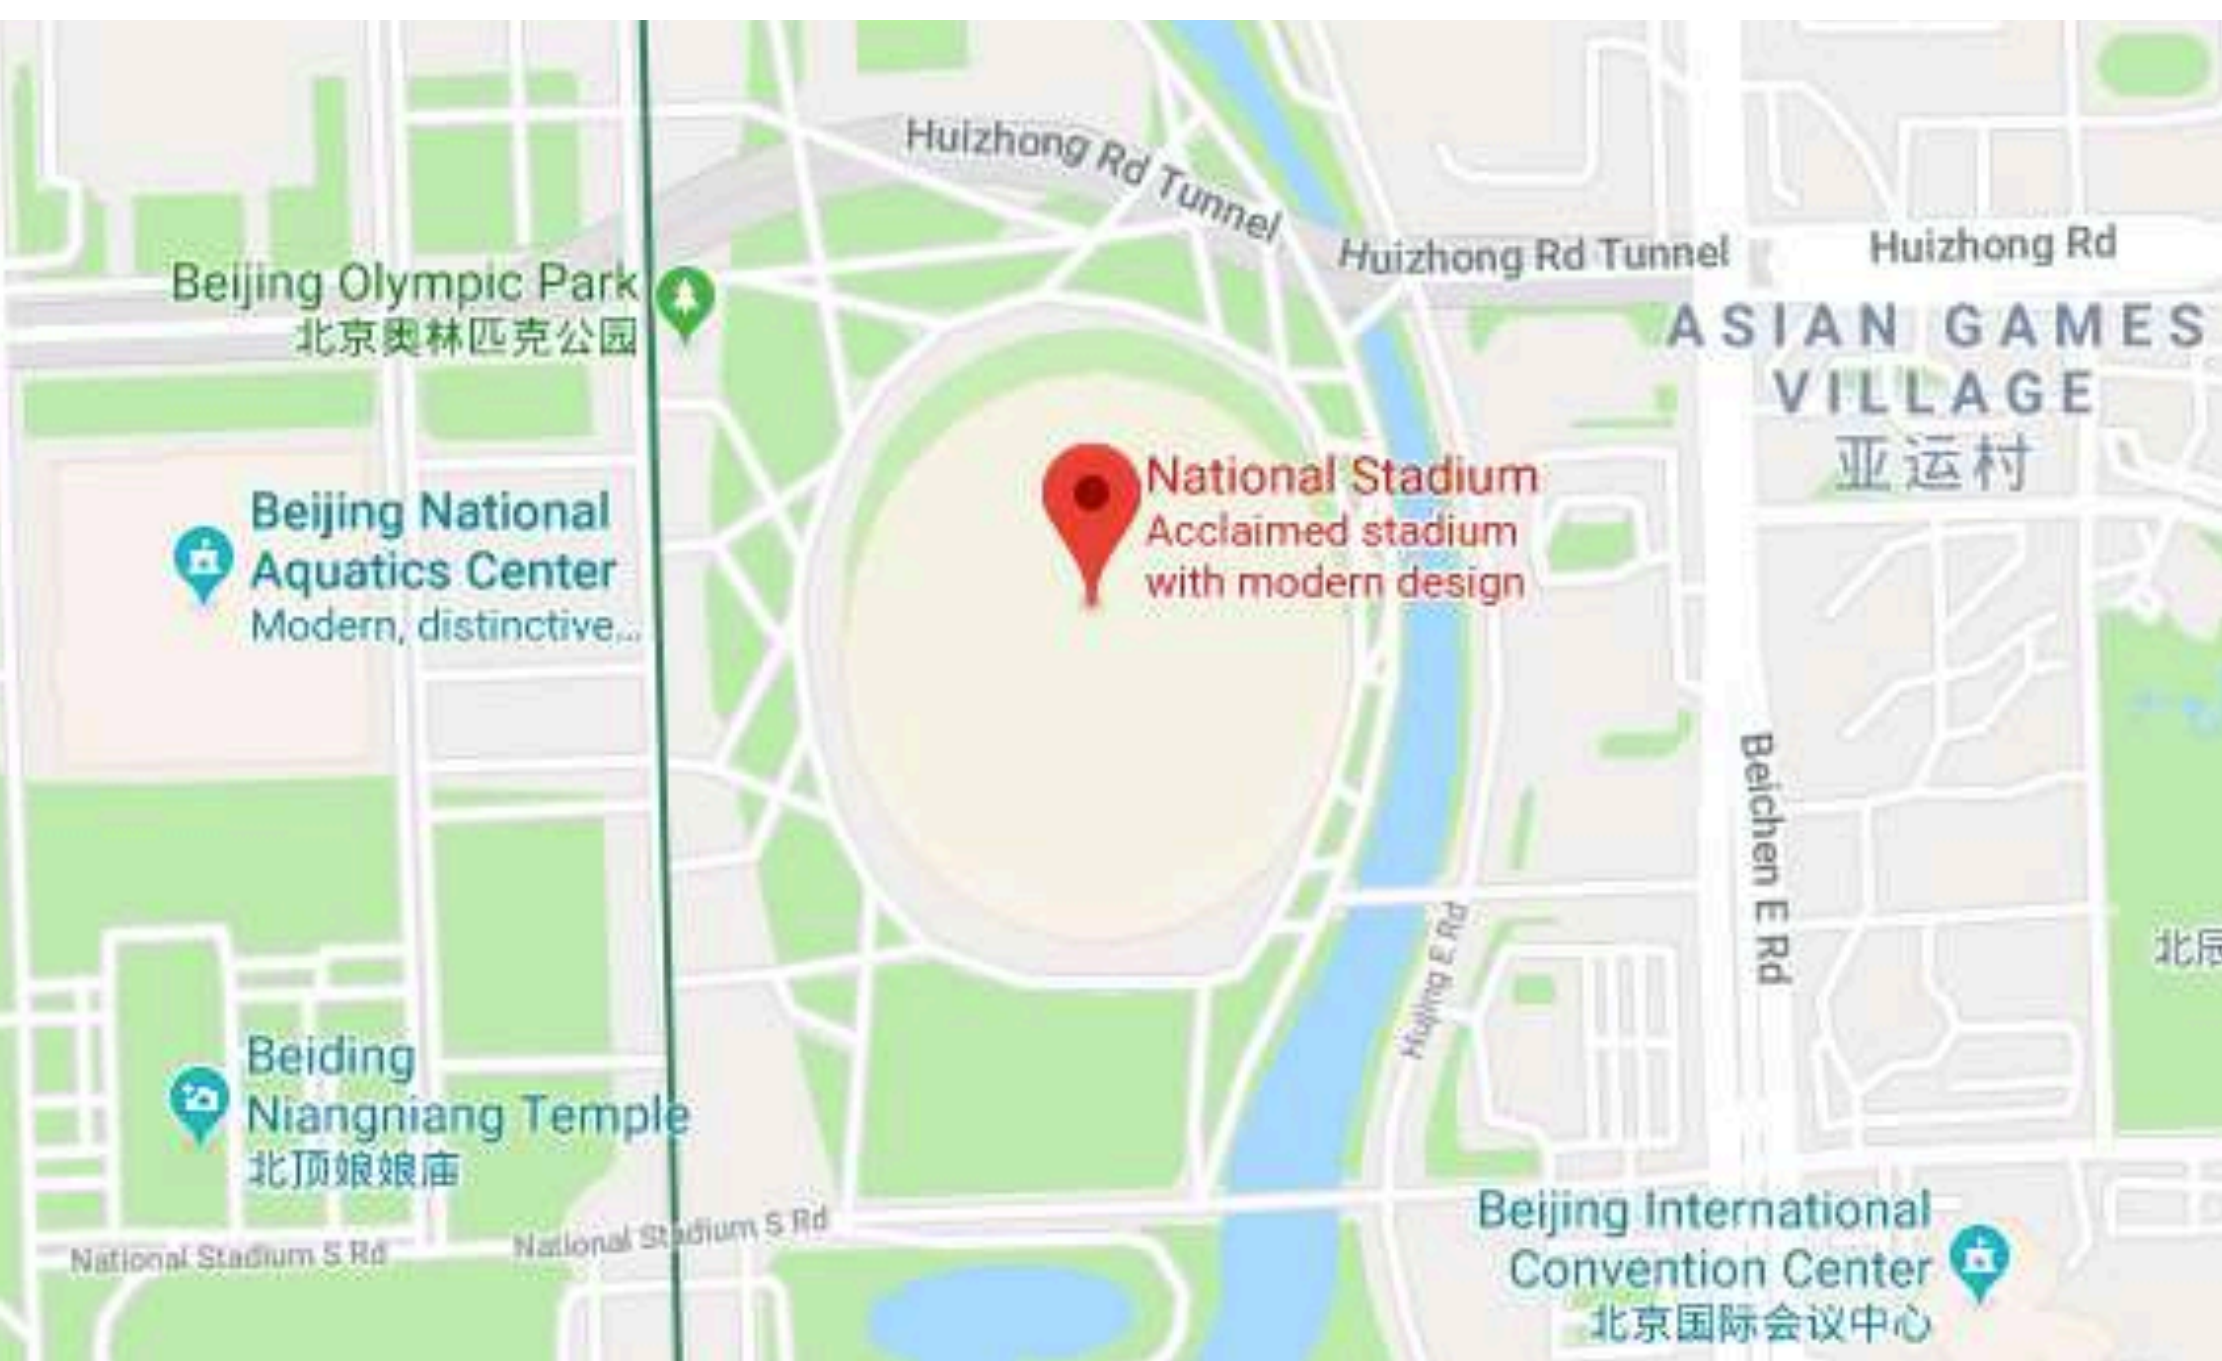 Huizhong Rd Tunnel
Huizhong Rd Tunnel
Huizhong Rd
Beijing Olympic Park
北京奥林匹克公园
ASIAN GAMES
VILLAGE
亚运村
National Stadium
Acclaimed stadium
with modern design
Beijing National
Aquatics Center
Modern, distinctive...
Beichen E Rd
Hujing E Rd
北辰
Beiding
Niangniang Temple
北顶娘娘庙
National Stadium S Rd
National Stadium S Rd
Beijing International
Convention Center
北京国际会议中心